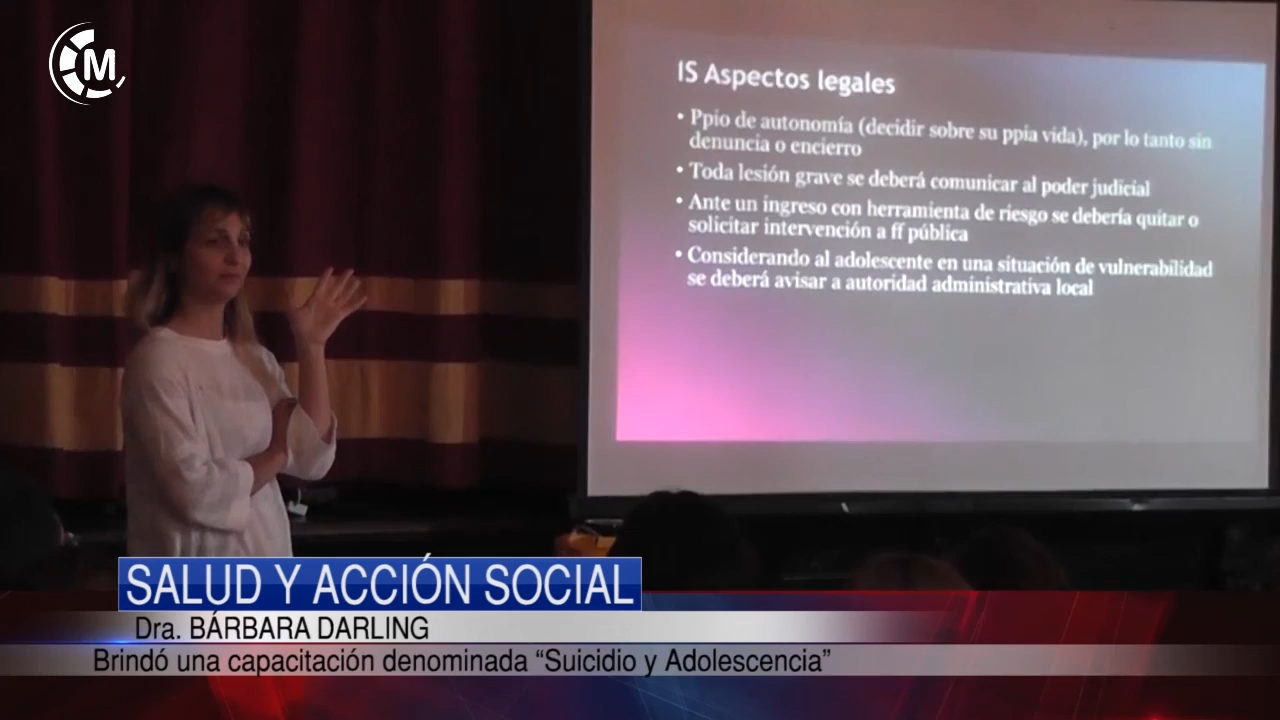 M
IS Aspectos legales
• Ppio de autonomía (decidir sobre su ppia vida), por lo tanto sin
denuncia o encierro
• Toda lesión grave se deberá comunicar al poder judicial
• Ante un ingreso con herramienta de riesgo se debería quitar o
solicitar intervención a ff pública
• Considerando al adolescente en una situación de vulnerabilidad
se deberá avisar a autoridad administrativa local
SALUD Y ACCIÓN SOCIAL
Dra. BÁRBARA DARLING
Brindó una capacitación denominada “Suicidio y Adolescencia”